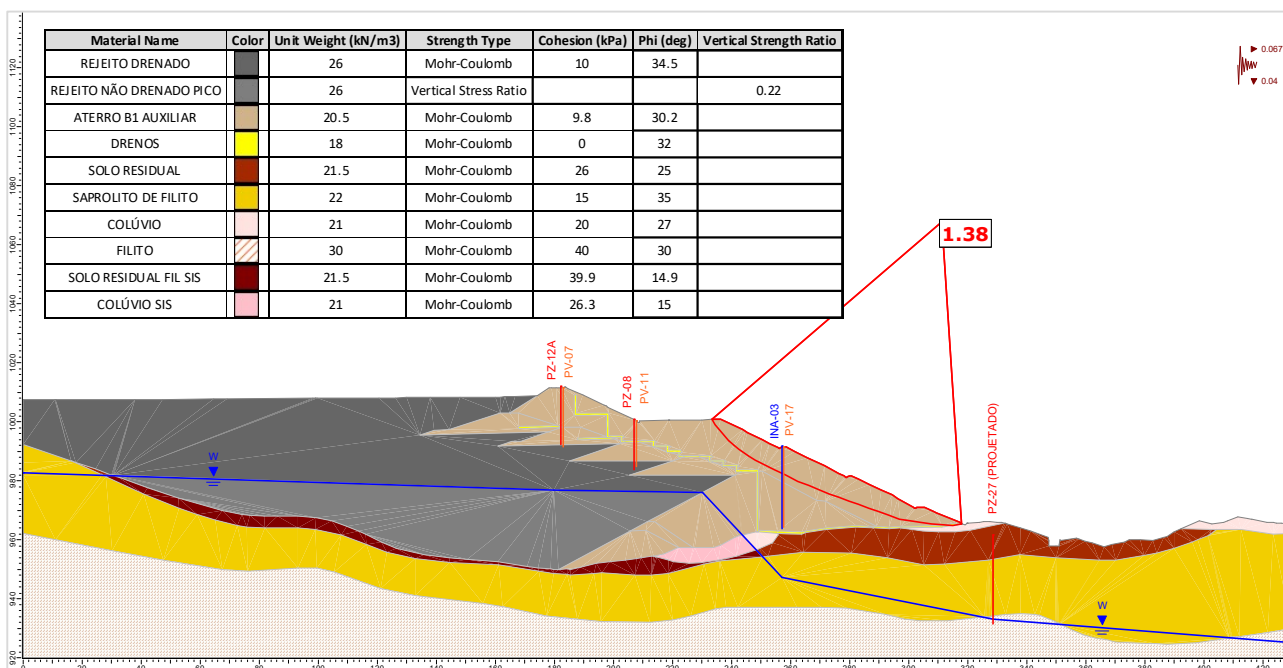 Material Name Color Unit Weight (kN/m3) Strength Type Cohesion (kPa) Phi (deg) Vertical Strength Ratio
REJEITO DRENADO 26 Mohr-Coulomb 10 34.5
REJEITO NÃO DRENADO PICO 26 Vertical Stress Ratio 0.22
ATERRO B1 AUXILIAR 20.5 Mohr-Coulomb 9.8 30.2
DRENOS 18 Mohr-Coulomb 0 32
SOLO RESIDUAL 21.5 Mohr-Coulomb 26 25
SAPROLITO DE FILITO 22 Mohr-Coulomb 15 35
COLÚVIO 21 Mohr-Coulomb 20 27
FILITO 30 Mohr-Coulomb 40 30
SOLO RESIDUAL FIL SIS 21.5 Mohr-Coulomb 39.9 14.9
COLÚVIO SIS 21 Mohr-Coulomb 26.3 15
0.067
0.04
1.38
PZ-12A
PV-07
PZ-08
PV-11
INA-03
PV-17
PZ-27 (PROJETADO)
W
W
1120
1100
1080
1060
1040
1020
1000
980
960
940
920